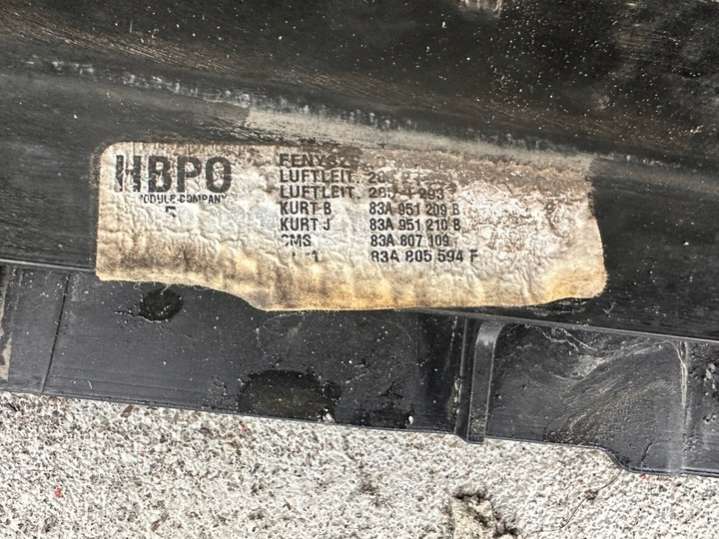 HBPO
MODULE COMPANY
5
LUFTLEIT.
LUFTLEIT.
KURT B 83A 951 209 B
KURT J 83A 951 210 B
CMS 83A 807 109
83A 805 594 F